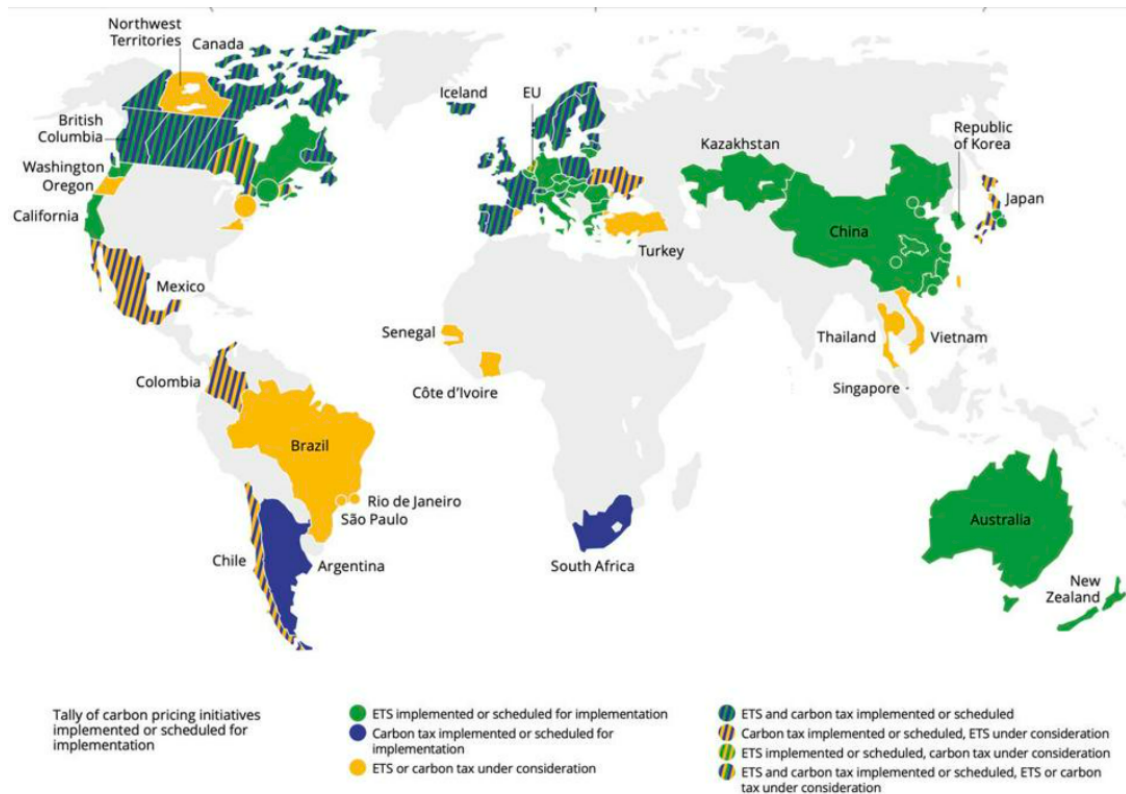 Northwest
Territories
Canada
British
Columbia
Washington
Oregon
California
Mexico
Iceland
EU
Kazakhstan
Republic
of Korea
Japan
China
Turkey
Senegal
Côte d'Ivoire
Thailand
Vietnam
Singapore
Colombia
Brazil
Rio de Janeiro
São Paulo
Chile
Argentina
South Africa
Australia
New
Zealand
Tally of carbon pricing initiatives
implemented or scheduled for
implementation
ETS implemented or scheduled for implementation
Carbon tax implemented or scheduled for
implementation
ETS or carbon tax under consideration
ETS and carbon tax implemented or scheduled
Carbon tax implemented or scheduled, ETS under consideration
ETS implemented or scheduled, carbon tax under consideration
ETS and carbon tax implemented or scheduled, ETS or carbon
tax under consideration